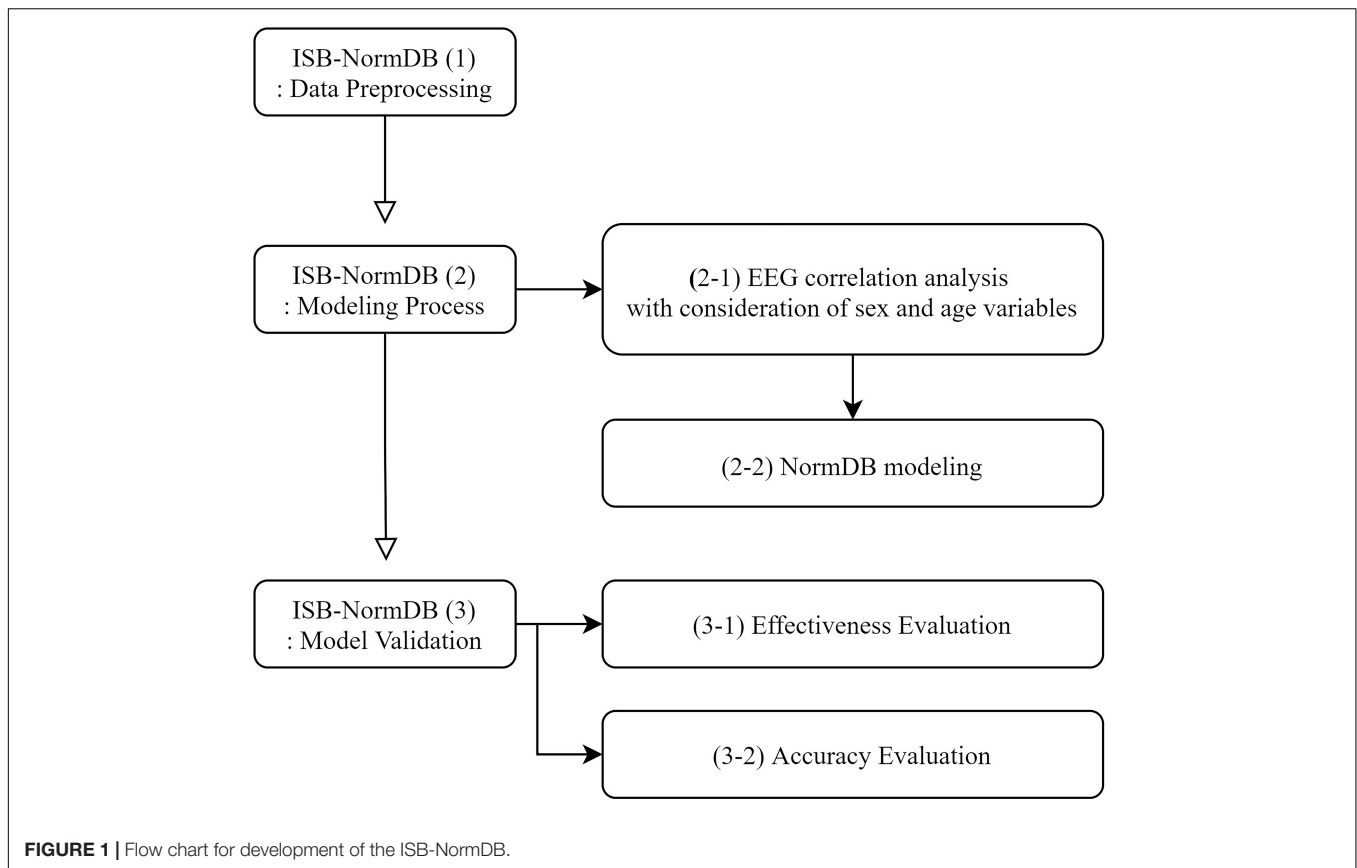 ISB-NormDB (1)
: Data Preprocessing
ISB-NormDB (2)
: Modeling Process
(2-1) EEG correlation analysis
with consideration of sex and age variables
(2-2) NormDB modeling
ISB-NormDB (3)
: Model Validation
(3-1) Effectiveness Evaluation
(3-2) Accuracy Evaluation
FIGURE 1 | Flow chart for development of the ISB-NormDB.